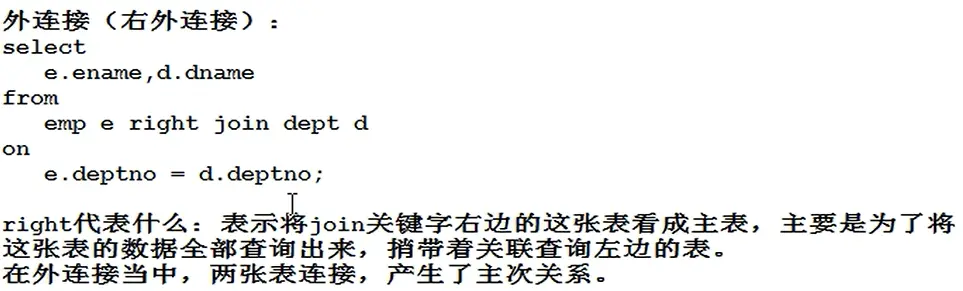 外连接（右外连接）：
select
e.ename,d.dname
from
emp e right join dept d
on
e.deptno = d.deptno;
right代表什么：表示将join关键字右边的这张表看成主表，主要是为了将
这张表的数据全部查询出来，捎带着关联查询左边的表。
在外连接当中，两张表连接，产生了主次关系。